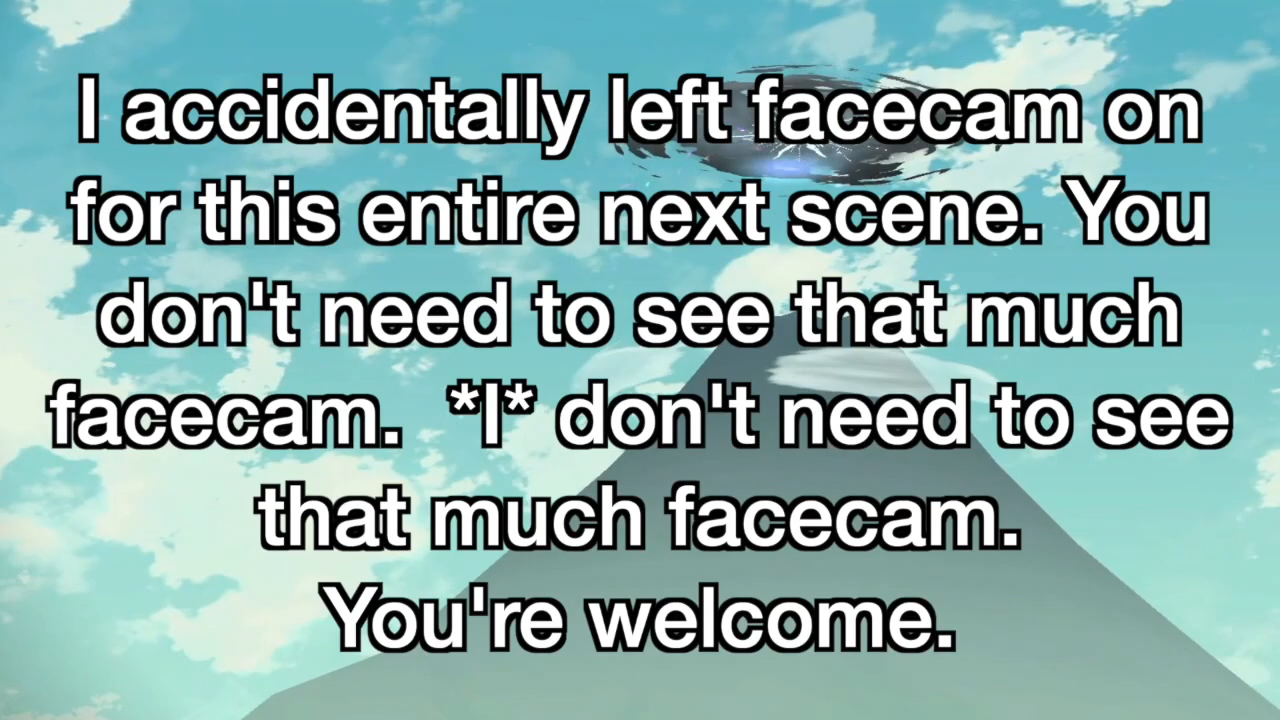 I accidentally left facecam on
for this entire next scene. You
don't need to see that much
facecam.  *I* don't need to see
that much facecam.
You're welcome.